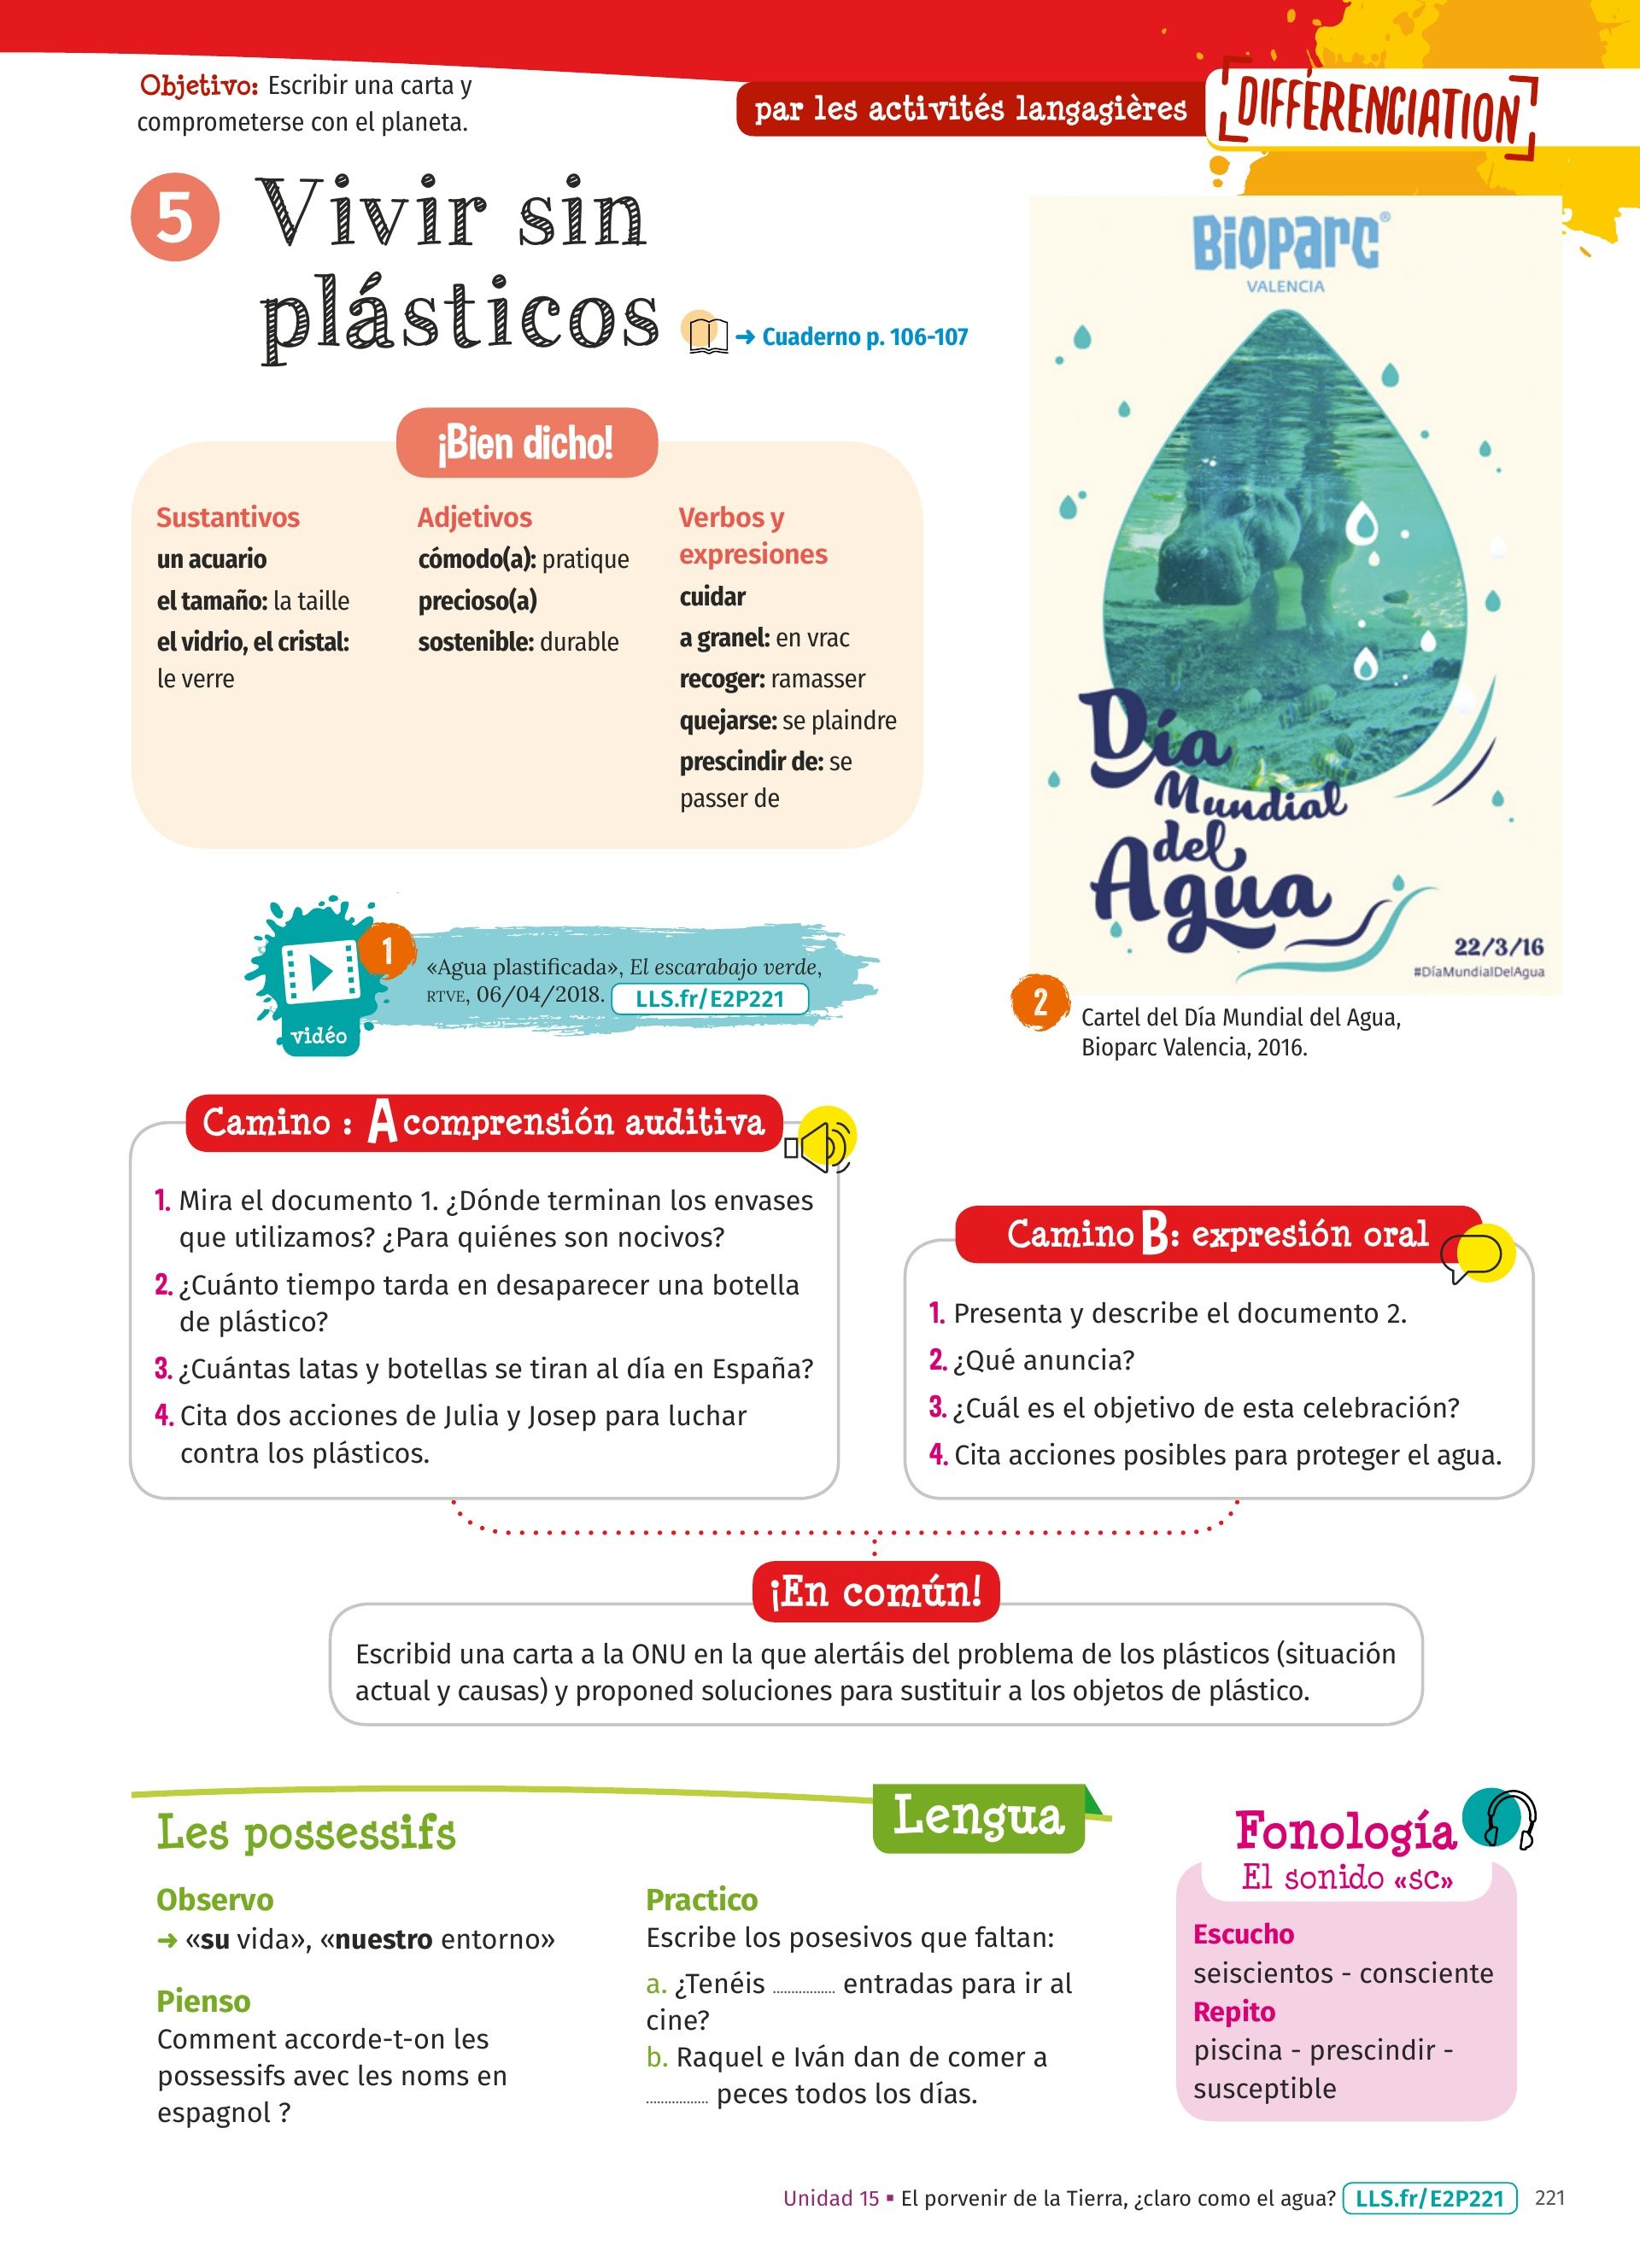 Objetivo: Escribir una carta y
comprometerse con el planeta.
par les activités langagières
DIFFÉRENCIATION
5 Vivir sin
plásticos
➜ Cuaderno p. 106-107
¡Bien dicho!
Sustantivos
un acuario
el tamaño: la taille
el vidrio, el cristal:
le verre
Adjetivos
cómodo(a): pratique
precioso(a)
sostenible: durable
Verbos y
expresiones
cuidar
a granel: en vrac
recoger: ramasser
quejarse: se plaindre
prescindir de: se
passer de
BIOPARC®
VALENCIA
Día
Mundial
del
Agua
22/3/16
#DíaMundialDelAgua
vidéo
1
«Agua plastificada», El escarabajo verde,
RTVE, 06/04/2018. LLS.fr/E2P221
2
Cartel del Día Mundial del Agua,
Bioparc Valencia, 2016.
Camino : A comprensión auditiva
1. Mira el documento 1. ¿Dónde terminan los envases
que utilizamos? ¿Para quiénes son nocivos?
2. ¿Cuánto tiempo tarda en desaparecer una botella
de plástico?
3. ¿Cuántas latas y botellas se tiran al día en España?
4. Cita dos acciones de Julia y Josep para luchar
contra los plásticos.
Camino B: expresión oral
1. Presenta y describe el documento 2.
2. ¿Qué anuncia?
3. ¿Cuál es el objetivo de esta celebración?
4. Cita acciones posibles para proteger el agua.
¡En común!
Escribid una carta a la ONU en la que alertáis del problema de los plásticos (situación
actual y causas) y proponed soluciones para sustituir a los objetos de plástico.
Lengua
Les possessifs
Observo
➜ «su vida», «nuestro entorno»
Pienso
Comment accorde-t-on les
possessifs avec les noms en
espagnol ?
Practico
Escribe los posesivos que faltan:
a. ¿Tenéis ................. entradas para ir al
cine?
b. Raquel e Iván dan de comer a
................. peces todos los días.
Fonología
El sonido «sc»
Escucho
seiscientos - consciente
Repito
piscina - prescindir -
susceptible
Unidad 15 ▪ El porvenir de la Tierra, ¿claro como el agua? LLS.fr/E2P221 221